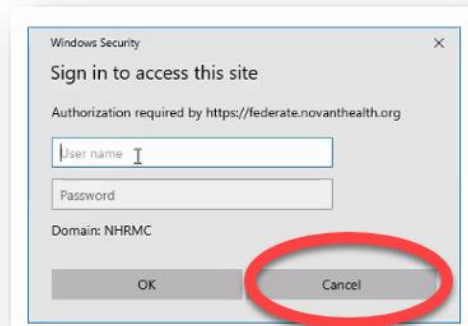 Windows Security
Sign in to access this site
Authorization required by https://federate.novanthealth.org
User name
Password
Domain: NHRMC
OK Cancel